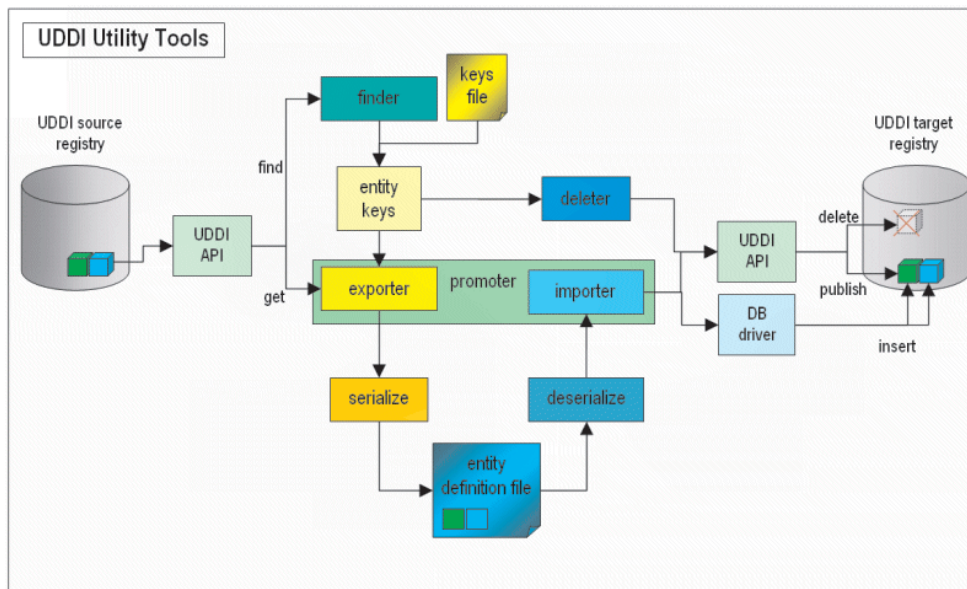 UDDI Utility Tools
keys
file
finder
UDDI source
registry
UDDI target
registry
find
entity
keys
deleter
delete
UDDI
API
UDDI
API
get
exporter
promoter
importer
publish
DB
driver
insert
serialize
deserialize
entity
definition file